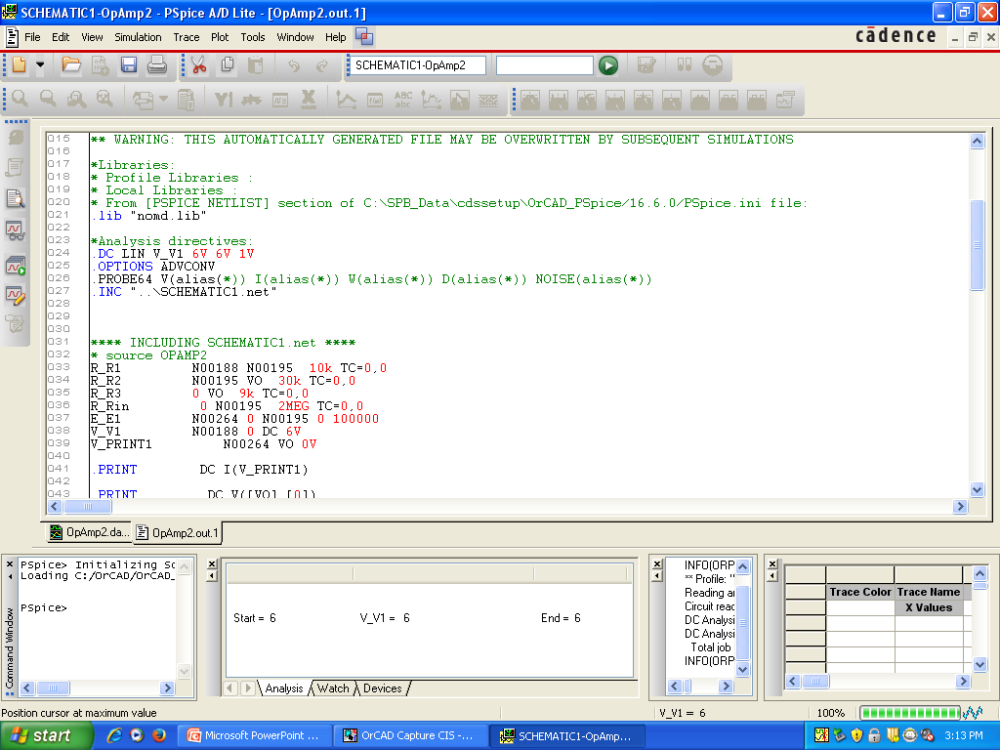 SCHEMATIC1-OpAmp2 - PSpice A/D Lite - [OpAmp2.out.1]
File Edit View Simulation Trace Plot Tools Window Help
cādence
SCHEMATIC1-OpAmp2
ABC
abc
015 ** WARNING: THIS AUTOMATICALLY GENERATED FILE MAY BE OVERWRITTEN BY SUBSEQUENT SIMULATIONS
016
017 *Libraries:
018 * Profile Libraries :
019 * Local Libraries :
020 * From [PSPICE NETLIST] section of C:\SPB_Data\cdssetup\OrCAD_PSpice/16.6.0/PSpice.ini file:
021 .lib "nomd.lib"
022
023 *Analysis directives:
024 .DC LIN V_V1 6V 6V 1V
025 .OPTIONS ADVCONV
026 .PROBE64 V(alias(*)) I(alias(*)) W(alias(*)) D(alias(*)) NOISE(alias(*))
027 .INC "..\SCHEMATIC1.net"
028
029
030
031 **** INCLUDING SCHEMATIC1.net ****
032 * source OPAMP2
033 R_R1 N00188 N00195 10k TC=0,0
034 R_R2 N00195 VO 30k TC=0,0
035 R_R3 0 VO 9k TC=0,0
036 R_Rin 0 N00195 2MEG TC=0,0
037 E_E1 N00264 0 N00195 0 100000
038 V_V1 N00188 0 DC 6V
039 V_PRINT1 N00264 VO 0V
040
041 .PRINT DC I(V_PRINT1)
042
043 .PRINT DC V([VO],[0])
OpAmp2.da... OpAmp2.out.1
PSpice> Initializing Sc
Loading C:/OrCAD/OrCAD_
PSpice>
Command Window
Start = 6 V_V1 = 6 End = 6
Analysis Watch Devices
INFO(ORP
** Profile: "
Reading an
Circuit reac
DC Analysi
DC Analysi
Total job
INFO(ORP
Trace Color Trace Name
X Values
Position cursor at maximum value V_V1 = 6 100%
start Microsoft PowerPoint ... OrCAD Capture CIS -... SCHEMATIC1-OpAmp... 3:13 PM